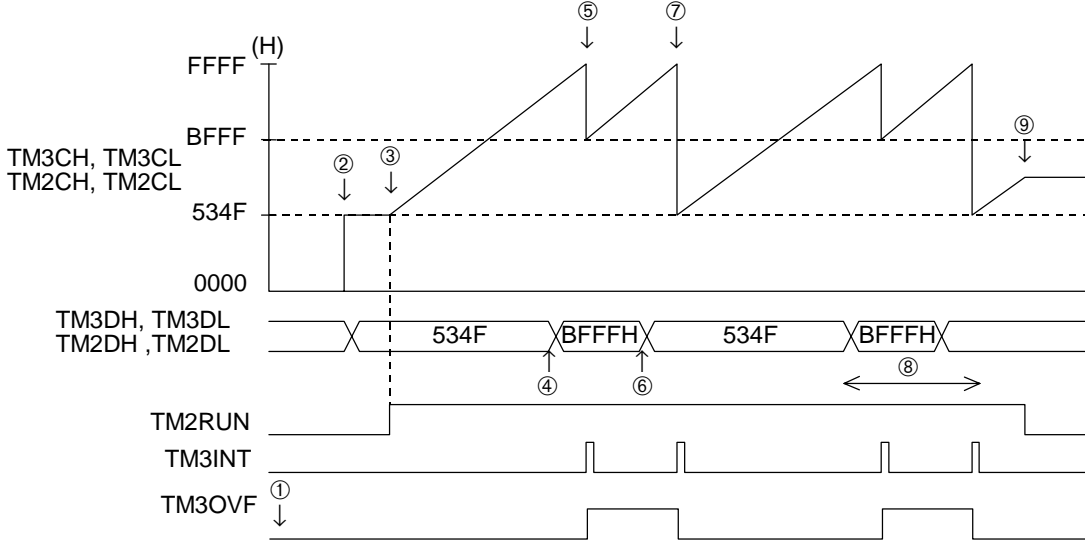 ⑤ ⑦
(H)
FFFF
BFFF
⑨
TM3CH, TM3CL
② ③
TM2CH, TM2CL
534F
0000
TM3DH, TM3DL
TM2DH ,TM2DL
534F BFFFH 534F BFFFH
④ ⑥ ⑧
TM2RUN
TM3INT
TM3OVF ①